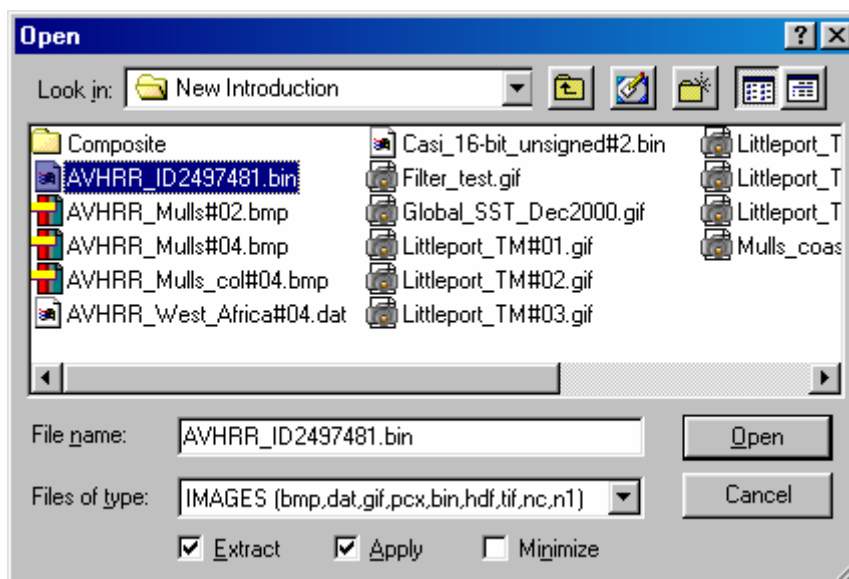 Open
Look in: New Introduction
Composite
AVHRR_ID2497481.bin
AVHRR_Mulls#02.bmp
AVHRR_Mulls#04.bmp
AVHRR_Mulls_col#04.bmp
AVHRR_West_Africa#04.dat
Casi_16-bit_unsigned#2.bin
Filter_test.gif
Global_SST_Dec2000.gif
Littleport_TM#01.gif
Littleport_TM#02.gif
Littleport_TM#03.gif
Littleport_T
Littleport_T
Littleport_T
Mulls_coas
File name: AVHRR_ID2497481.bin Open
Files of type: IMAGES (bmp,dat,gif,pcx,bin,hdf,tif,nc,n1) Cancel
Extract Apply Minimize